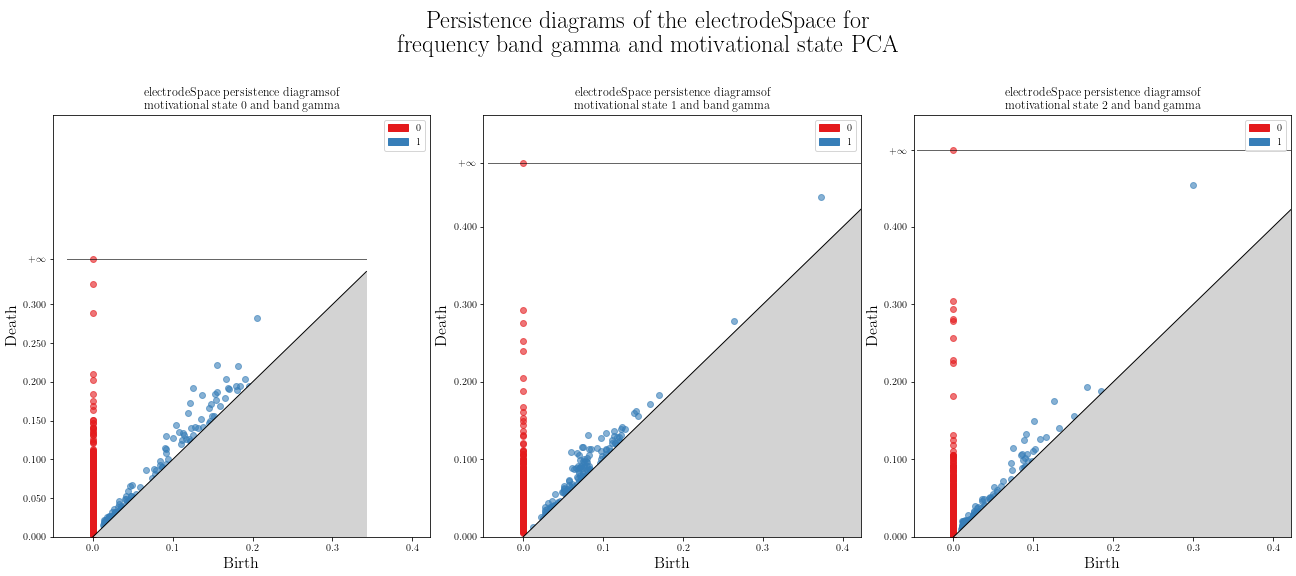 Persistence diagrams of the electrodeSpace for
frequency band gamma and motivational state PCA
electrodeSpace persistence diagramsof
motivational state 0 and band gamma
0
1
+∞
0.300
0.250
0.200
0.150
0.100
0.050
0.000
Death
0.0 0.1 0.2 0.3 0.4
Birth
electrodeSpace persistence diagramsof
motivational state 1 and band gamma
0
1
+∞
0.400
0.300
0.200
0.100
0.000
Death
0.0 0.1 0.2 0.3 0.4
Birth
electrodeSpace persistence diagramsof
motivational state 2 and band gamma
0
1
+∞
0.400
0.300
0.200
0.100
0.000
Death
0.0 0.1 0.2 0.3 0.4
Birth